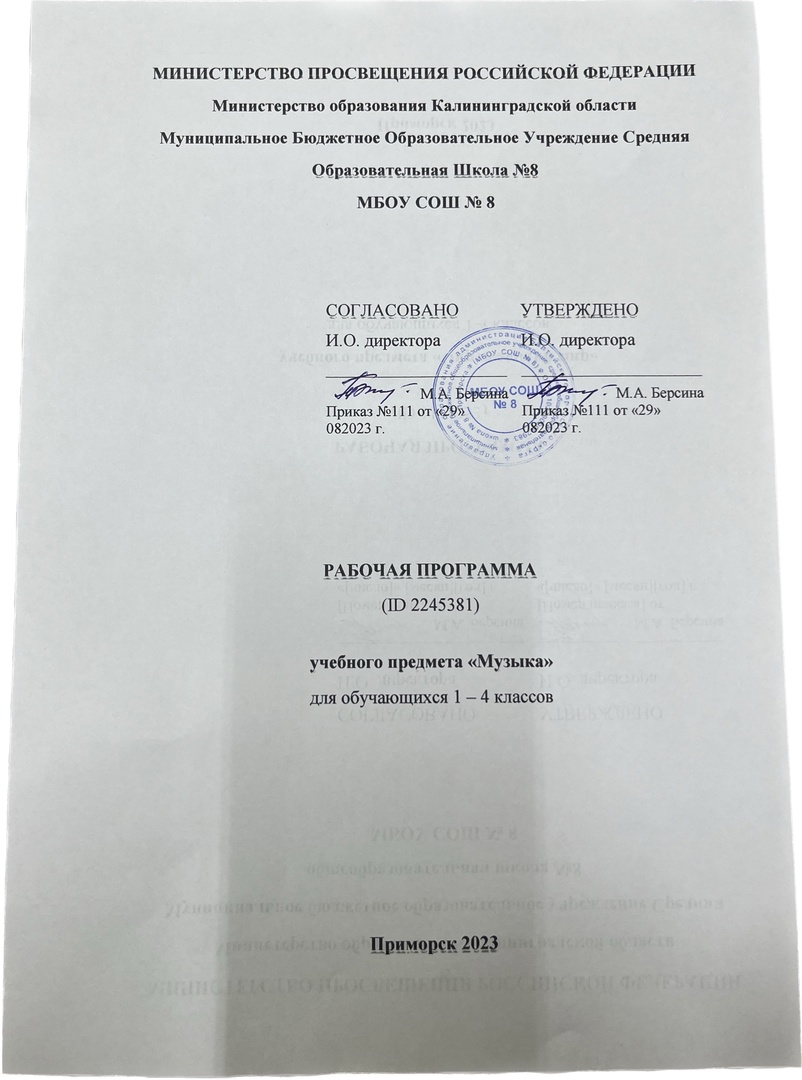 МИНИСТЕРСТВО ПРОСВЕЩЕНИЯ РОССИЙСКОЙ ФЕДЕРАЦИИ
Министерство образования Калининградской области
Муниципальное Бюджетное Образовательное Учреждение Средняя
Образовательная Школа №8
МБОУ СОШ № 8
СОГЛАСОВАНО УТВЕРЖДЕНО
И.О. директора И.О. директора
М.А. Берсина М.А. Берсина
МБОУ СОШ
№ 8
Приказ №111 от «29» Приказ №111 от «29»
082023 г. 082023 г.
РАБОЧАЯ ПРОГРАММА
(ID 2245381)
учебного предмета «Музыка»
для обучающихся 1 – 4 классов
Приморск 2023